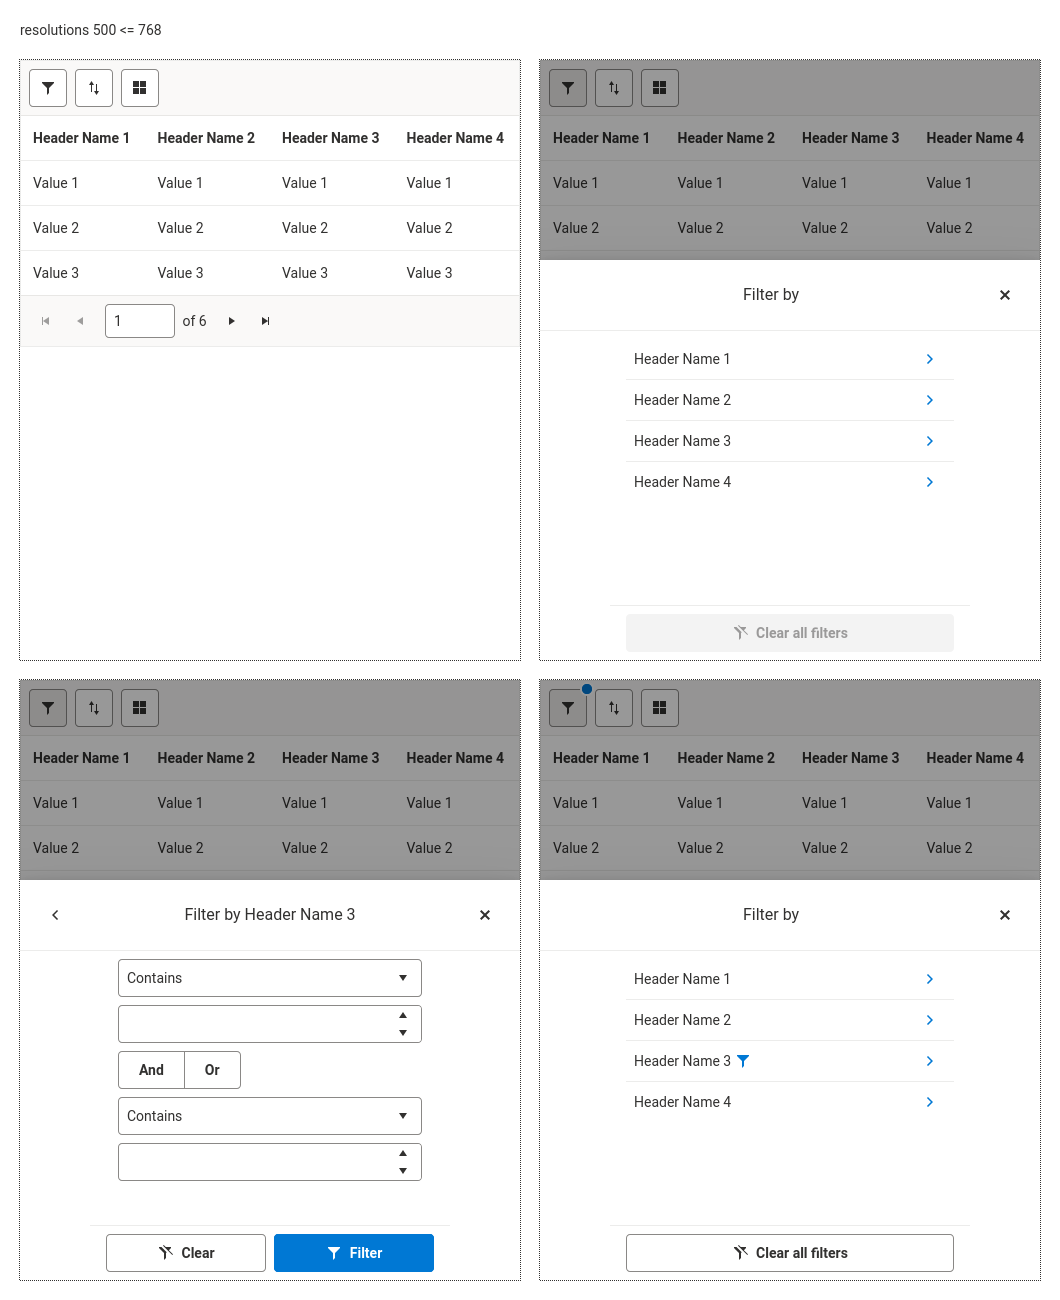 resolutions 500 <= 768
Header Name 1 Header Name 2 Header Name 3 Header Name 4
Value 1 Value 1 Value 1 Value 1
Value 2 Value 2 Value 2 Value 2
Value 3 Value 3 Value 3 Value 3
1 of 6
Header Name 1 Header Name 2 Header Name 3 Header Name 4
Value 1 Value 1 Value 1 Value 1
Value 2 Value 2 Value 2 Value 2
Filter by
Header Name 1
Header Name 2
Header Name 3
Header Name 4
Clear all filters
Header Name 1 Header Name 2 Header Name 3 Header Name 4
Value 1 Value 1 Value 1 Value 1
Value 2 Value 2 Value 2 Value 2
Filter by Header Name 3
Contains
And Or
Contains
Clear Filter
Header Name 1 Header Name 2 Header Name 3 Header Name 4
Value 1 Value 1 Value 1 Value 1
Value 2 Value 2 Value 2 Value 2
Filter by
Header Name 1
Header Name 2
Header Name 3
Header Name 4
Clear all filters